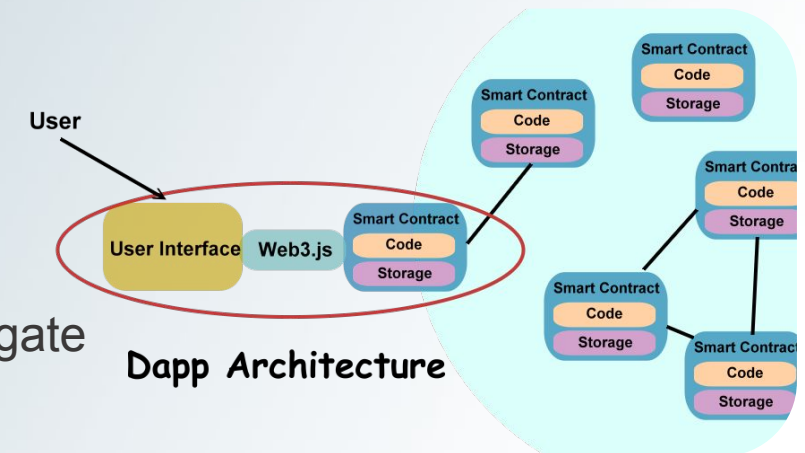 Smart Contract
Code
Storage
Smart Contract
Code
Storage
User
Smart Contra
Code
Storage
User Interface
Web3.js
Smart Contract
Code
Storage
Smart Contract
Code
Storage
gate
Dapp Architecture
Smart Contract
Code
Storage